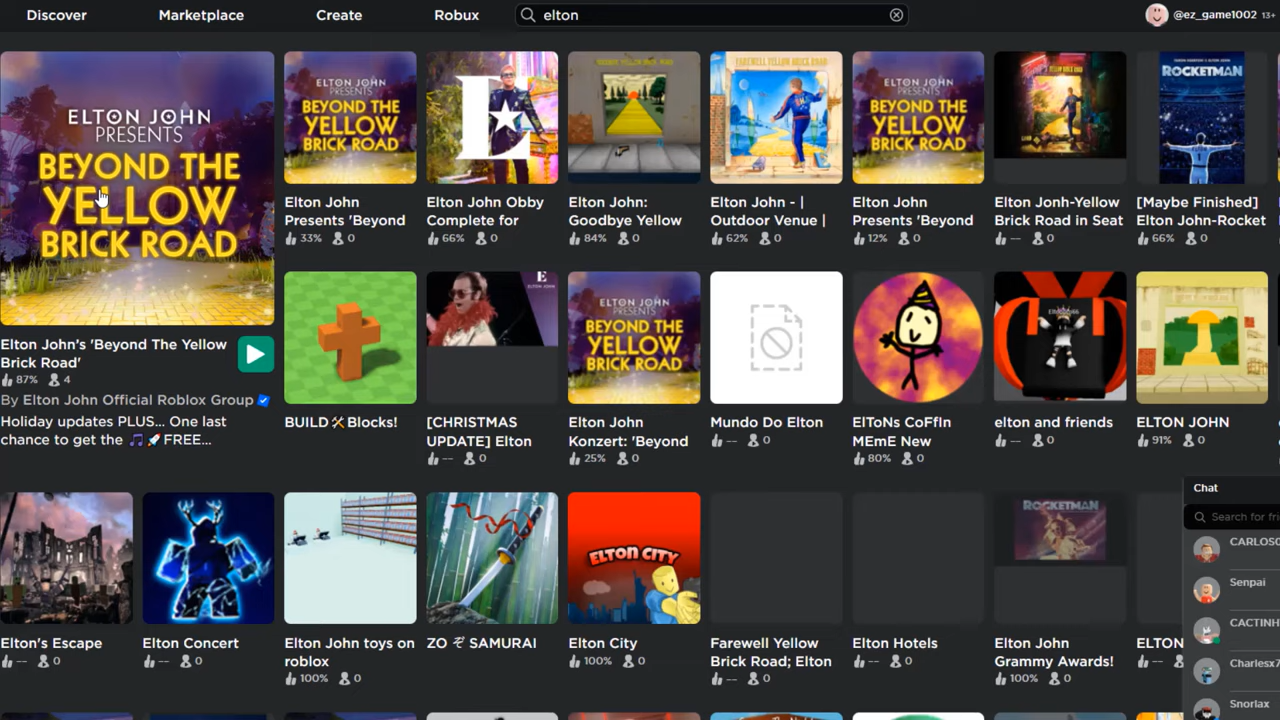 Discover Marketplace Create Robux elton @ez_game1002 13+
ELTON JOHN
PRESENTS
BEYOND THE
YELLOW
BRICK ROAD
Elton John's 'Beyond The Yellow
Brick Road'
87% 4
By Elton John Official Roblox Group
Holiday updates PLUS... One last
chance to get the 🎵🚀FREE...
ELTON JOHN
PRESENTS
BEYOND THE
YELLOW
BRICK ROAD
Elton John
Presents 'Beyond
33% 0
E
Elton John Obby
Complete for
66% 0
Elton John:
Goodbye Yellow
84% 0
FAREWELL YELLOW BRICK ROAD
Elton John - |
Outdoor Venue |
62% 0
ELTON JOHN
PRESENTS
BEYOND THE
YELLOW
BRICK ROAD
Elton John
Presents 'Beyond
12% 0
Elton Jonh-Yellow
Brick Road in Seat
-- 0
ROCKETMAN
[Maybe Finished]
Elton John-Rocket
66% 0
BUILD⚒Blocks!
E
ELTON JOHN
[CHRISTMAS
UPDATE] Elton
-- 0
ELTON JOHN
PRESENTS
BEYOND THE
YELLOW
BRICK ROAD
Elton John
Konzert: 'Beyond
25% 0
Mundo Do Elton
-- 0
ElToNs CoFfIn
MEmE New
80% 0
elton and friends
-- 0
ELTON JOHN
91% 0
Elton's Escape
-- 0
Elton Concert
-- 0
Elton John toys on
roblox
100% 0
ZO ぞ SAMURAI
ELTON CITY
Elton City
100% 0
Farewell Yellow
Brick Road; Elton
-- 0
Elton Hotels
-- 0
ROCKETMAN
Elton John
Grammy Awards!
100% 0
ELTON
--
Chat
Search for fri
CARLOS
Senpai
CACTINH
Charlesx7
Snorlax